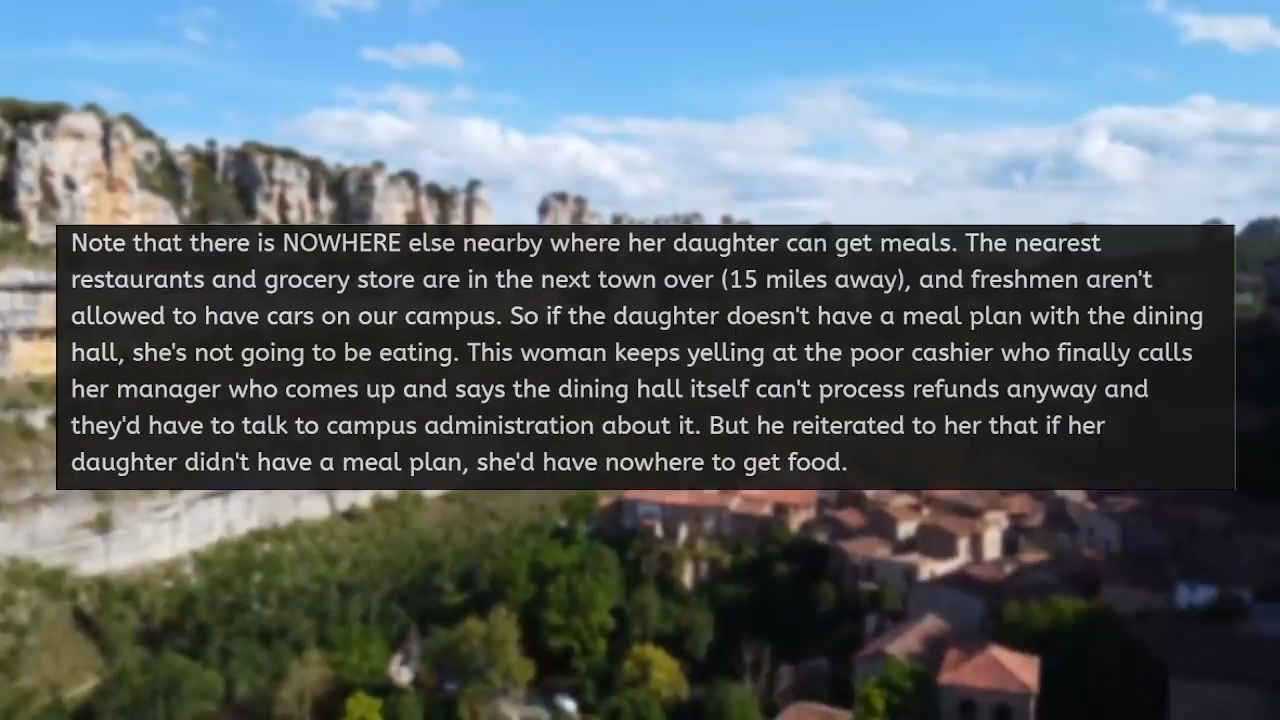 Note that there is NOWHERE else nearby where her daughter can get meals. The nearest
restaurants and grocery store are in the next town over (15 miles away), and freshmen aren't
allowed to have cars on our campus. So if the daughter doesn't have a meal plan with the dining
hall, she's not going to be eating. This woman keeps yelling at the poor cashier who finally calls
her manager who comes up and says the dining hall itself can't process refunds anyway and
they'd have to talk to campus administration about it. But he reiterated to her that if her
daughter didn't have a meal plan, she'd have nowhere to get food.